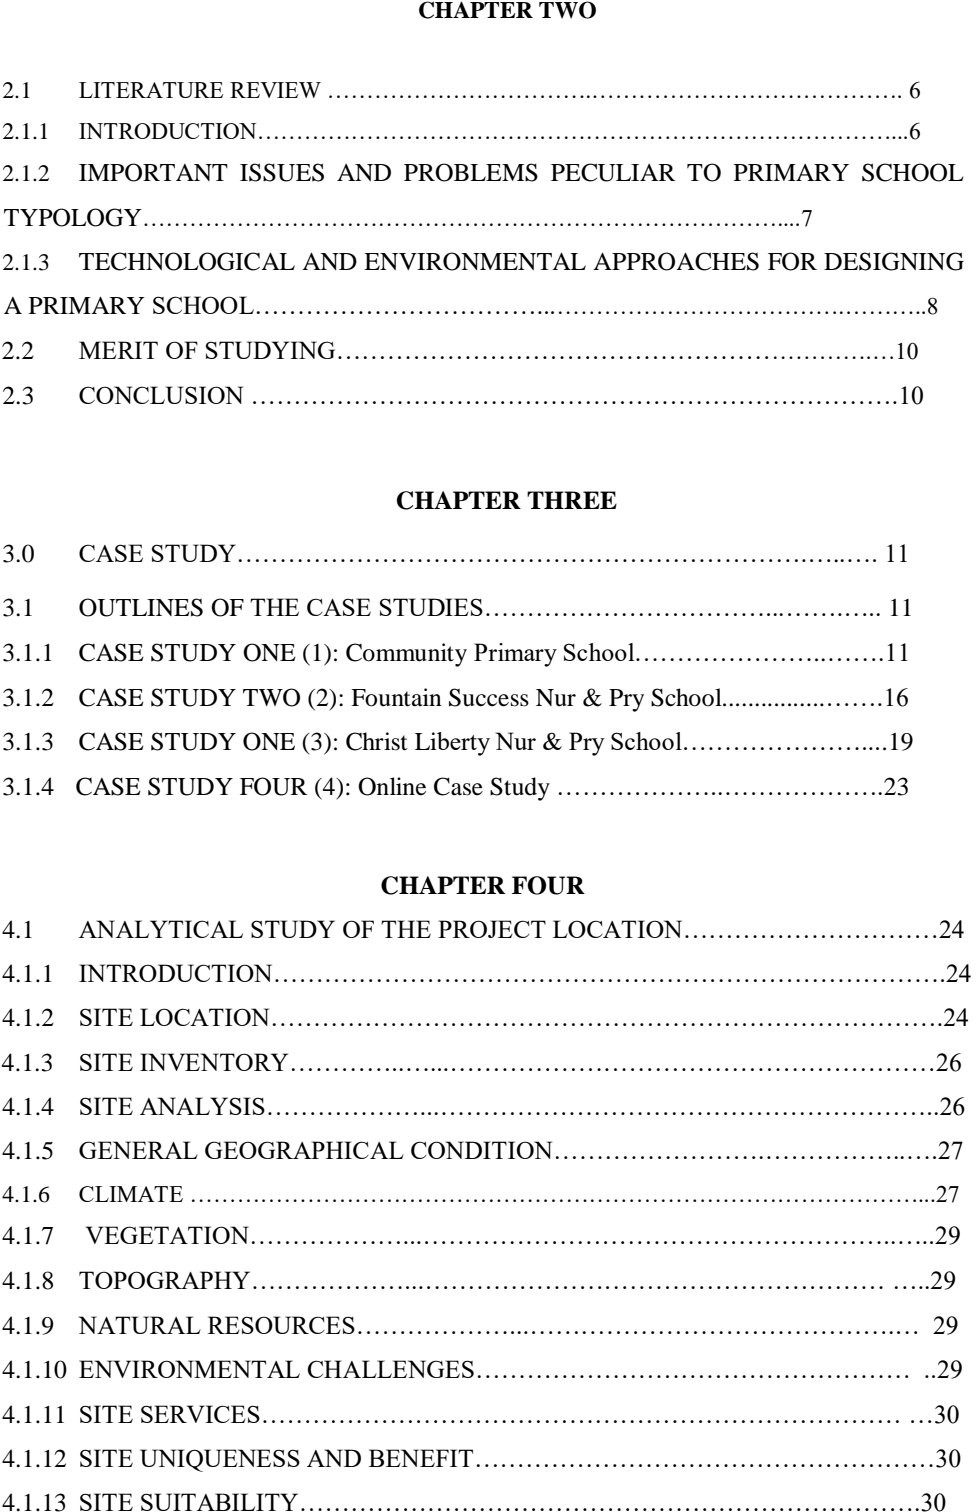 CHAPTER TWO
2.1 LITERATURE REVIEW …………………………….…………………………………. 6
2.1.1 INTRODUCTION……………………………………………………………………...6
2.1.2 IMPORTANT ISSUES AND PROBLEMS PECULIAR TO PRIMARY SCHOOL
TYPOLOGY…………………………………………………………………....7
2.1.3 TECHNOLOGICAL AND ENVIRONMENTAL APPROACHES FOR DESIGNING
A PRIMARY SCHOOL……………………………...……………………………….………..8
2.2 MERIT OF STUDYING……………………………………………………….…10
2.3 CONCLUSION ………………………………………………………………….10
CHAPTER THREE
3.0 CASE STUDY………………………………………………………….…..…. 11
3.1 OUTLINES OF THE CASE STUDIES……………………………..…….….. 11
3.1.1 CASE STUDY ONE (1): Community Primary School………………….…….11
3.1.2 CASE STUDY TWO (2): Fountain Success Nur & Pry School................…….16
3.1.3 CASE STUDY ONE (3): Christ Liberty Nur & Pry School…………………....19
3.1.4 CASE STUDY FOUR (4): Online Case Study ……………….……………….23
CHAPTER FOUR
4.1 ANALYTICAL STUDY OF THE PROJECT LOCATION…………………………24
4.1.1 INTRODUCTION…………………………………………………………………….24
4.1.2 SITE LOCATION…………………………………………………………………….24
4.1.3 SITE INVENTORY…………..…...…………………………………………………26
4.1.4 SITE ANALYSIS………………..…………………………………………………..26
4.1.5 GENERAL GEOGRAPHICAL CONDITION………………………………..….27
4.1.6 CLIMATE …………………………………………………………………………...27
4.1.7 VEGETATION………………...……………………………………………..…..29
4.1.8 TOPOGRAPHY………………...……………………………………………… …..29
4.1.9 NATURAL RESOURCES………………...…………………………………….… 29
4.1.10 ENVIRONMENTAL CHALLENGES…………………………………………… ..29
4.1.11 SITE SERVICES………………………………………………………………… …30
4.1.12 SITE UNIQUENESS AND BENEFIT………………………………………………30
4.1.13 SITE SUITABILITY……………………………………………………………….30